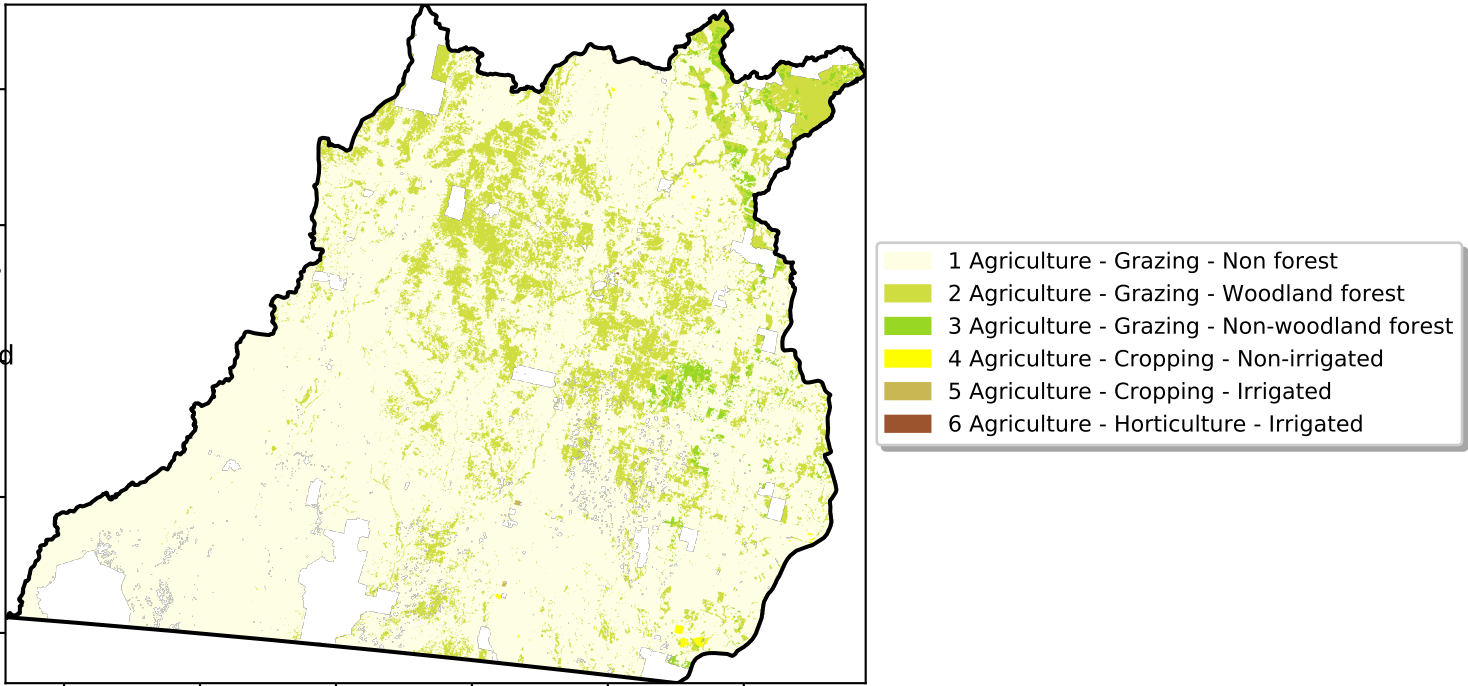 d
1 Agriculture - Grazing - Non forest
2 Agriculture - Grazing - Woodland forest
3 Agriculture - Grazing - Non-woodland forest
4 Agriculture - Cropping - Non-irrigated
5 Agriculture - Cropping - Irrigated
6 Agriculture - Horticulture - Irrigated